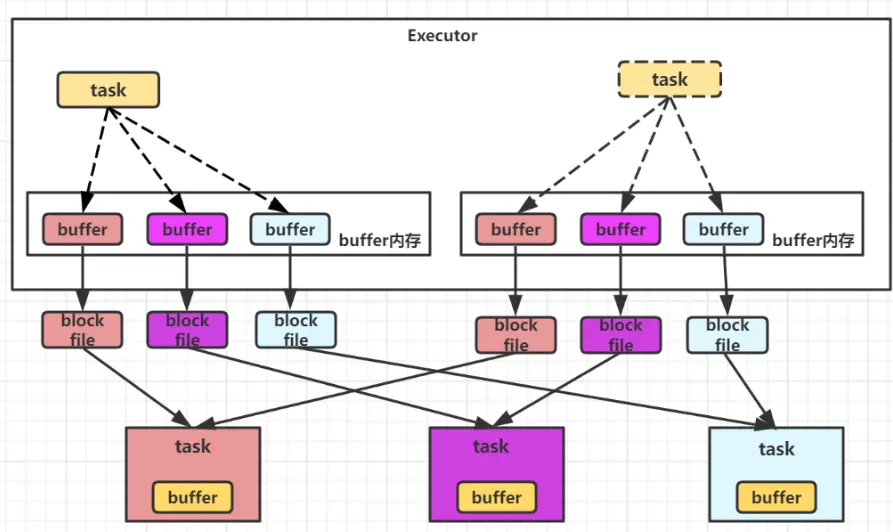 Executor
task
task
buffer
buffer
buffer
buffer内存
buffer
buffer
buffer
buffer内存
block
file
block
file
block
file
block
file
block
file
block
file
task
buffer
task
buffer
task
buffer